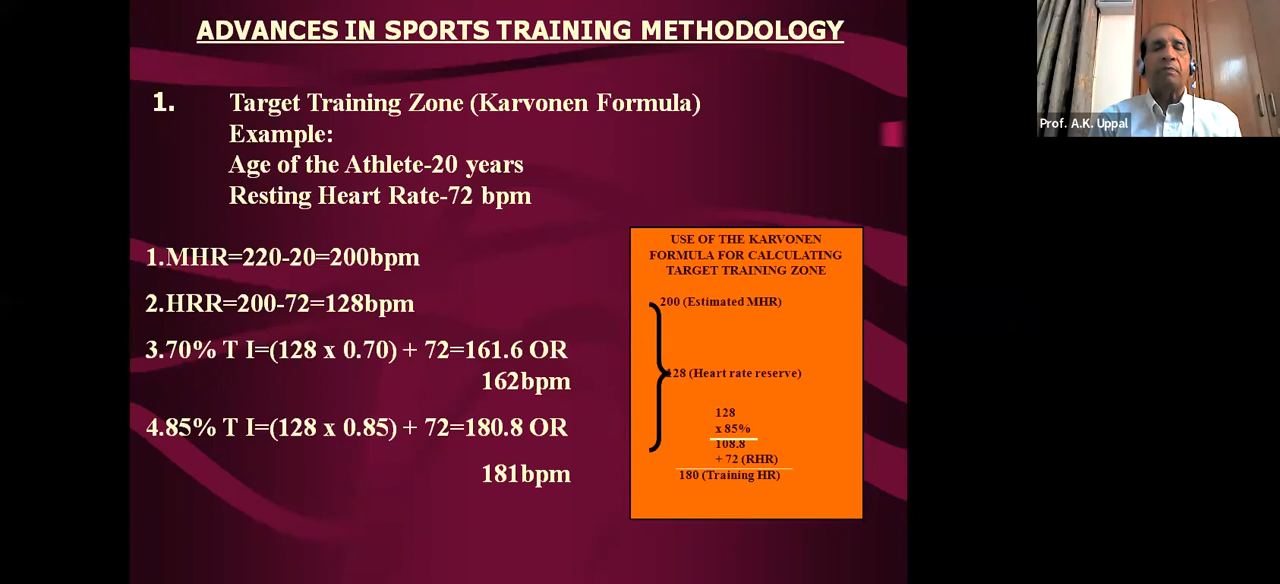 ADVANCES IN SPORTS TRAINING METHODOLOGY
1. Target Training Zone (Karvonen Formula)
Example:
Age of the Athlete-20 years
Resting Heart Rate-72 bpm
1.MHR=220-20=200bpm
2.HRR=200-72=128bpm
3.70% T I=(128 x 0.70) + 72=161.6 OR
162bpm
4.85% T I=(128 x 0.85) + 72=180.8 OR
181bpm
USE OF THE KARVONEN
FORMULA FOR CALCULATING
TARGET TRAINING ZONE
200 (Estimated MHR)
128 (Heart rate reserve)
128
x 85%
108.8
+ 72 (RHR)
180 (Training HR)
Prof. A.K. Uppal